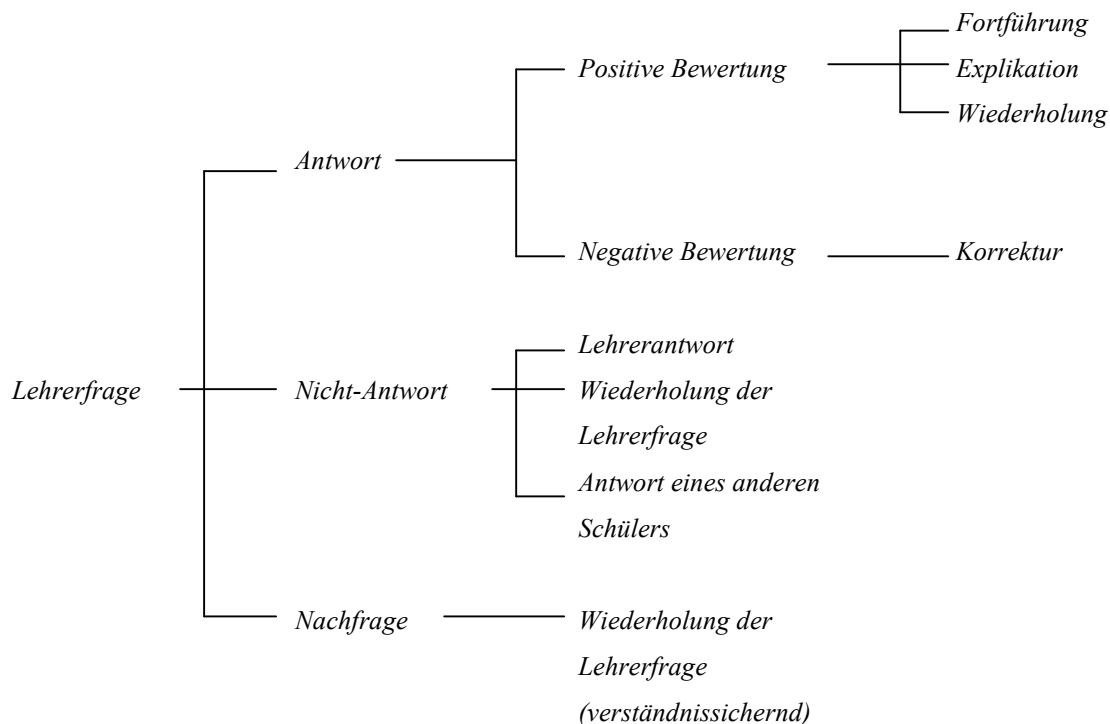 Fortführung
Positive Bewertung
Explikation
Wiederholung
Antwort
Negative Bewertung
Korrektur
Lehrerantwort
Lehrerfrage
Nicht-Antwort
Wiederholung der
Lehrerfrage
Antwort eines anderen
Schülers
Nachfrage
Wiederholung der
Lehrerfrage
(verständnissichernd)